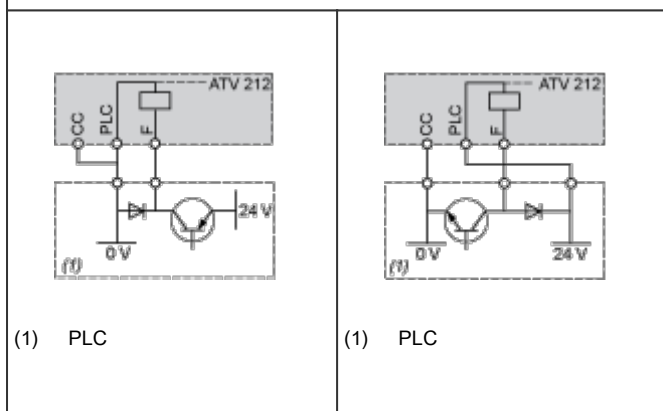 ATV 212
CC
PLC
F
24 V
0 V
(1)
(1) PLC
ATV 212
CC
PLC
F
0 V
24 V
(1)
(1) PLC